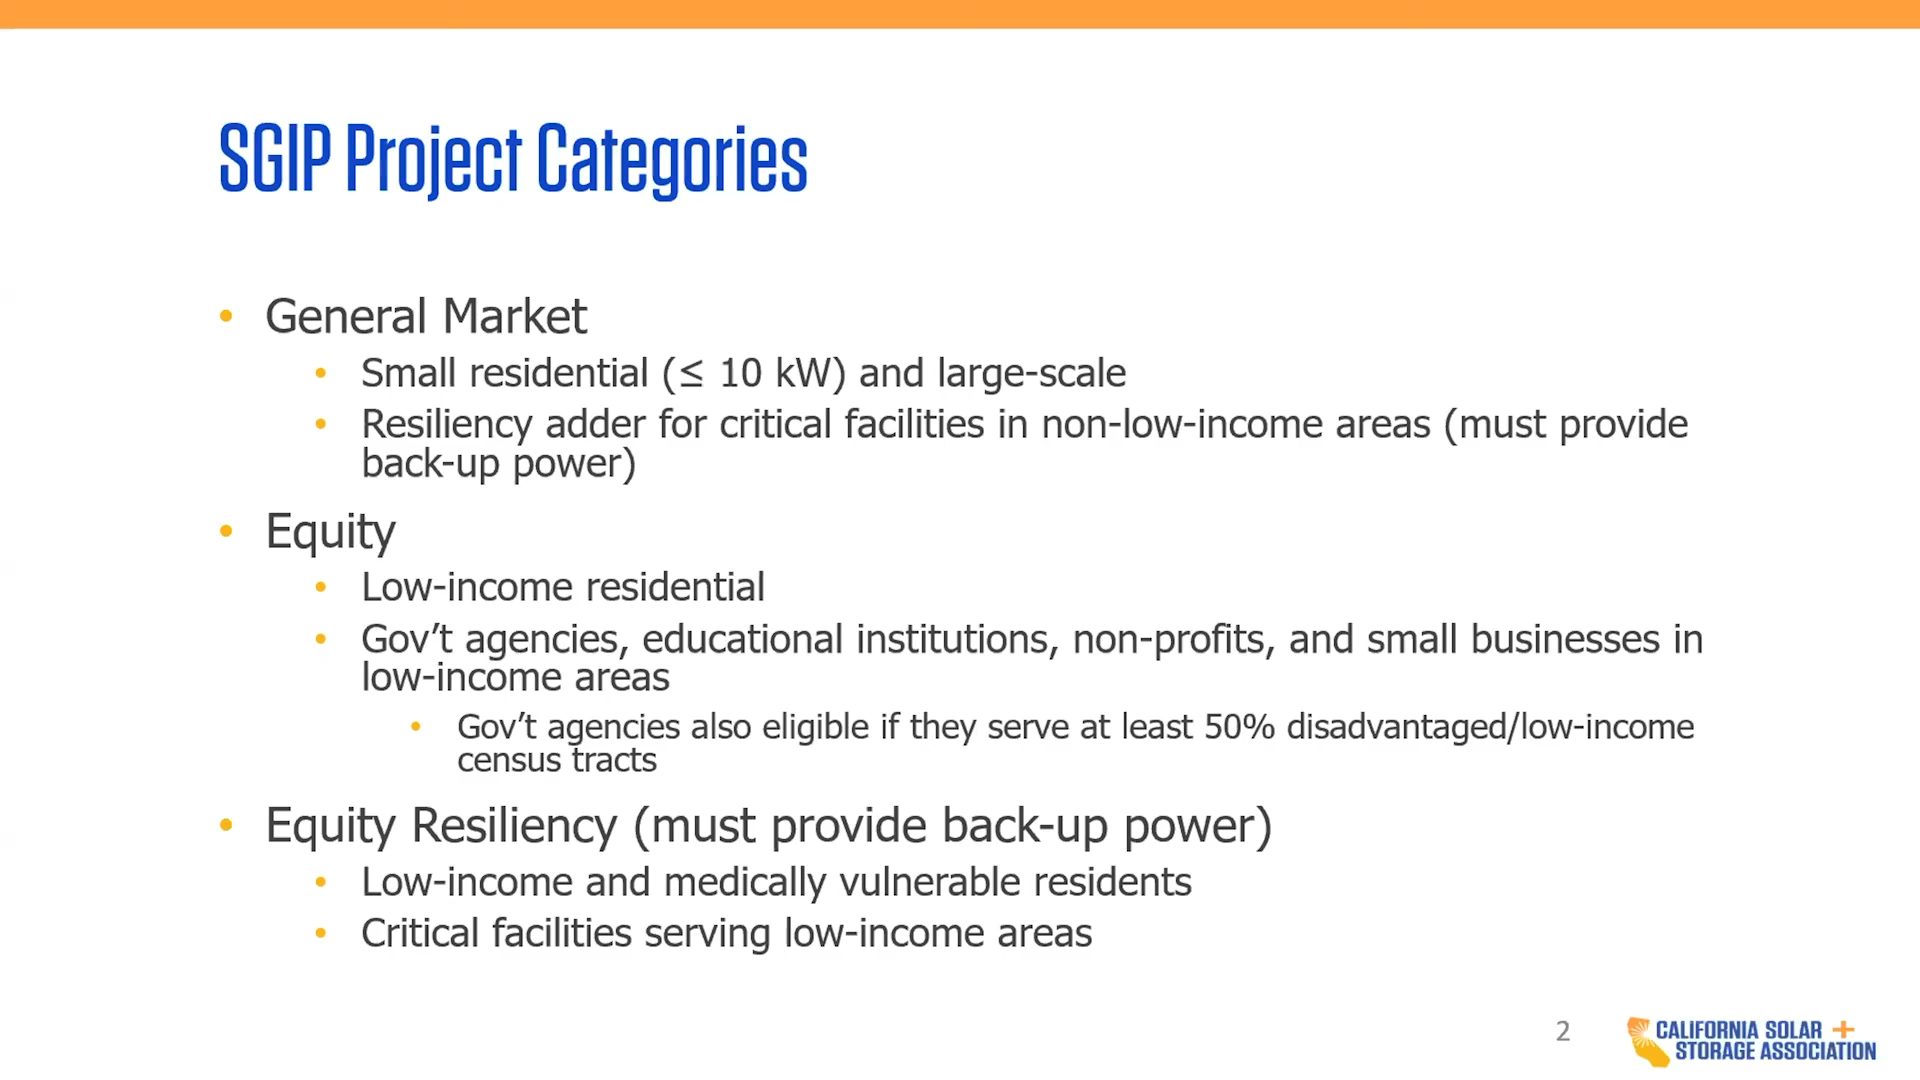 SGIP Project Categories
• General Market
• Small residential (≤ 10 kW) and large-scale
• Resiliency adder for critical facilities in non-low-income areas (must provide
back-up power)
• Equity
• Low-income residential
• Gov’t agencies, educational institutions, non-profits, and small businesses in
low-income areas
• Gov’t agencies also eligible if they serve at least 50% disadvantaged/low-income
census tracts
• Equity Resiliency (must provide back-up power)
• Low-income and medically vulnerable residents
• Critical facilities serving low-income areas
2
CALIFORNIA SOLAR +
STORAGE ASSOCIATION